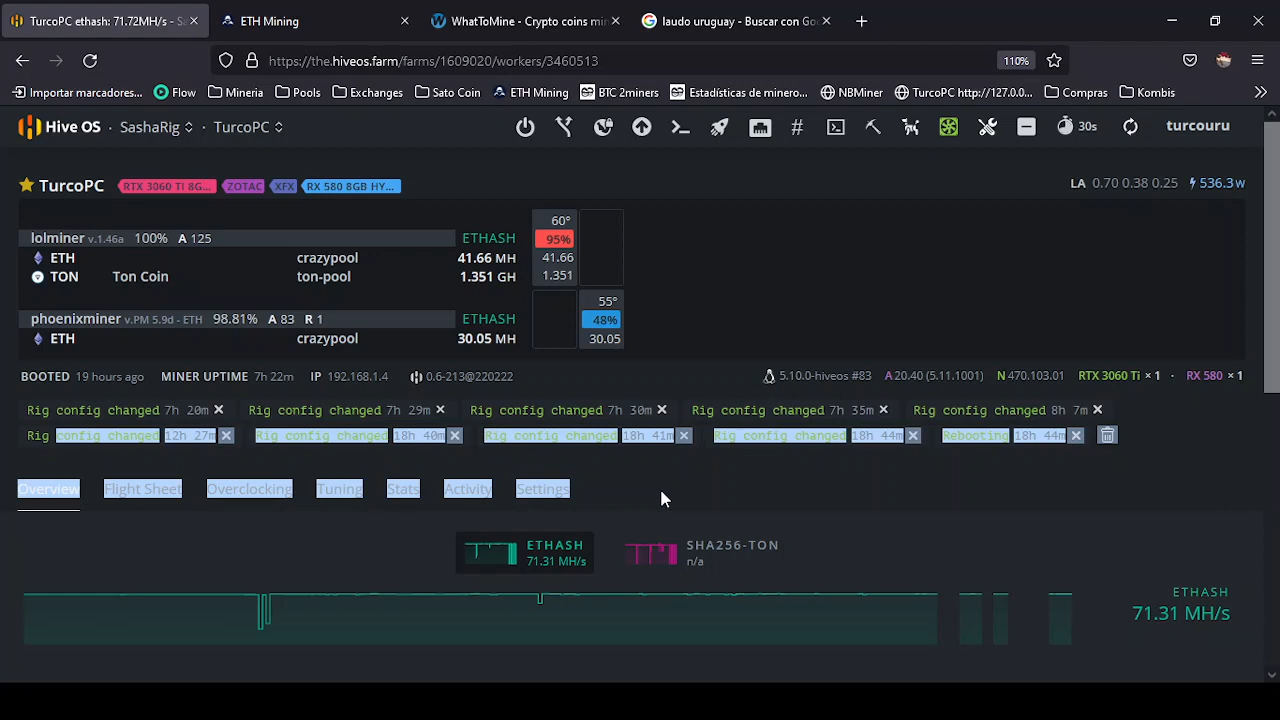 TurcoPC ethash: 71.72MH/s - Sa
ETH Mining
WhatToMine - Crypto coins min
laudo uruguay - Buscar con Goo
https://the.hiveos.farm/farms/1609020/workers/3460513
110%
Importar marcadores...
Flow
Mineria
Pools
Exchanges
Sato Coin
ETH Mining
BTC 2miners
Estadísticas de minero...
NBMiner
TurcoPC http://127.0.0...
Compras
Kombis
Hive OS · SashaRig TurcoPC
30s
turcouru
TurcoPC RTX 3060 TI 8G... ZOTAC XFX RX 580 8GB HY...
LA 0.70 0.38 0.25 536.3 W
60°
lolminer v.1.46a 100% A 125 ETHASH 95%
ETH crazypool 41.66 MH 41.66
TON Ton Coin ton-pool 1.351 GH 1.351
55°
phoenixminer v.PM 5.9d - ETH 98.81% A 83 R 1 ETHASH 48%
ETH crazypool 30.05 MH 30.05
BOOTED 19 hours ago MINER UPTIME 7h 22m IP 192.168.1.4 0.6-213@220222 5.10.0-hiveos #83 A 20.40 (5.11.1001) N 470.103.01 RTX 3060 Ti × 1 · RX 580 × 1
Rig config changed 7h 20m × Rig config changed 7h 29m × Rig config changed 7h 30m × Rig config changed 7h 35m × Rig config changed 8h 7m ×
Rig config changed 12h 27m × Rig config changed 18h 40m × Rig config changed 18h 41m × Rig config changed 18h 44m × Rebooting 18h 44m ×
Overview Flight Sheet Overclocking Tuning Stats Activity Settings
ETHASH
71.31 MH/s
SHA256-TON
n/a
ETHASH
71.31 MH/s